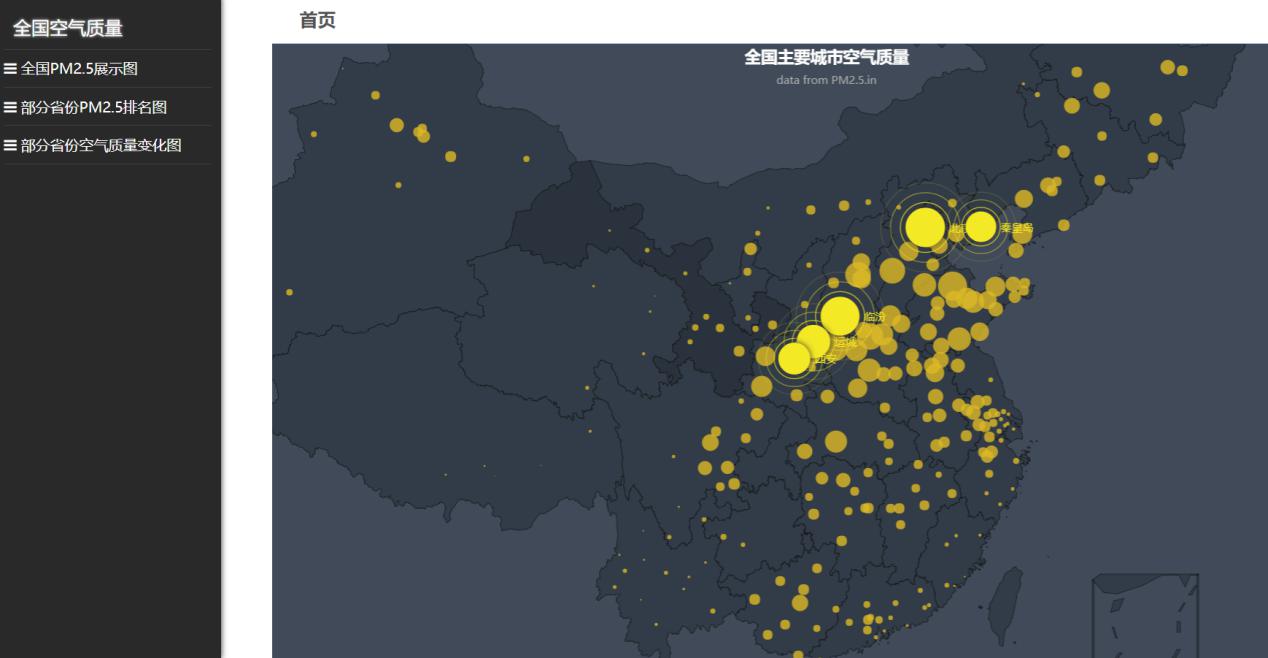 全国空气质量
全国PM2.5展示图
部分省份PM2.5排名图
部分省份空气质量变化图
首页
全国主要城市空气质量
data from PM2.5.in
北京
秦皇岛
临汾
运城
西安